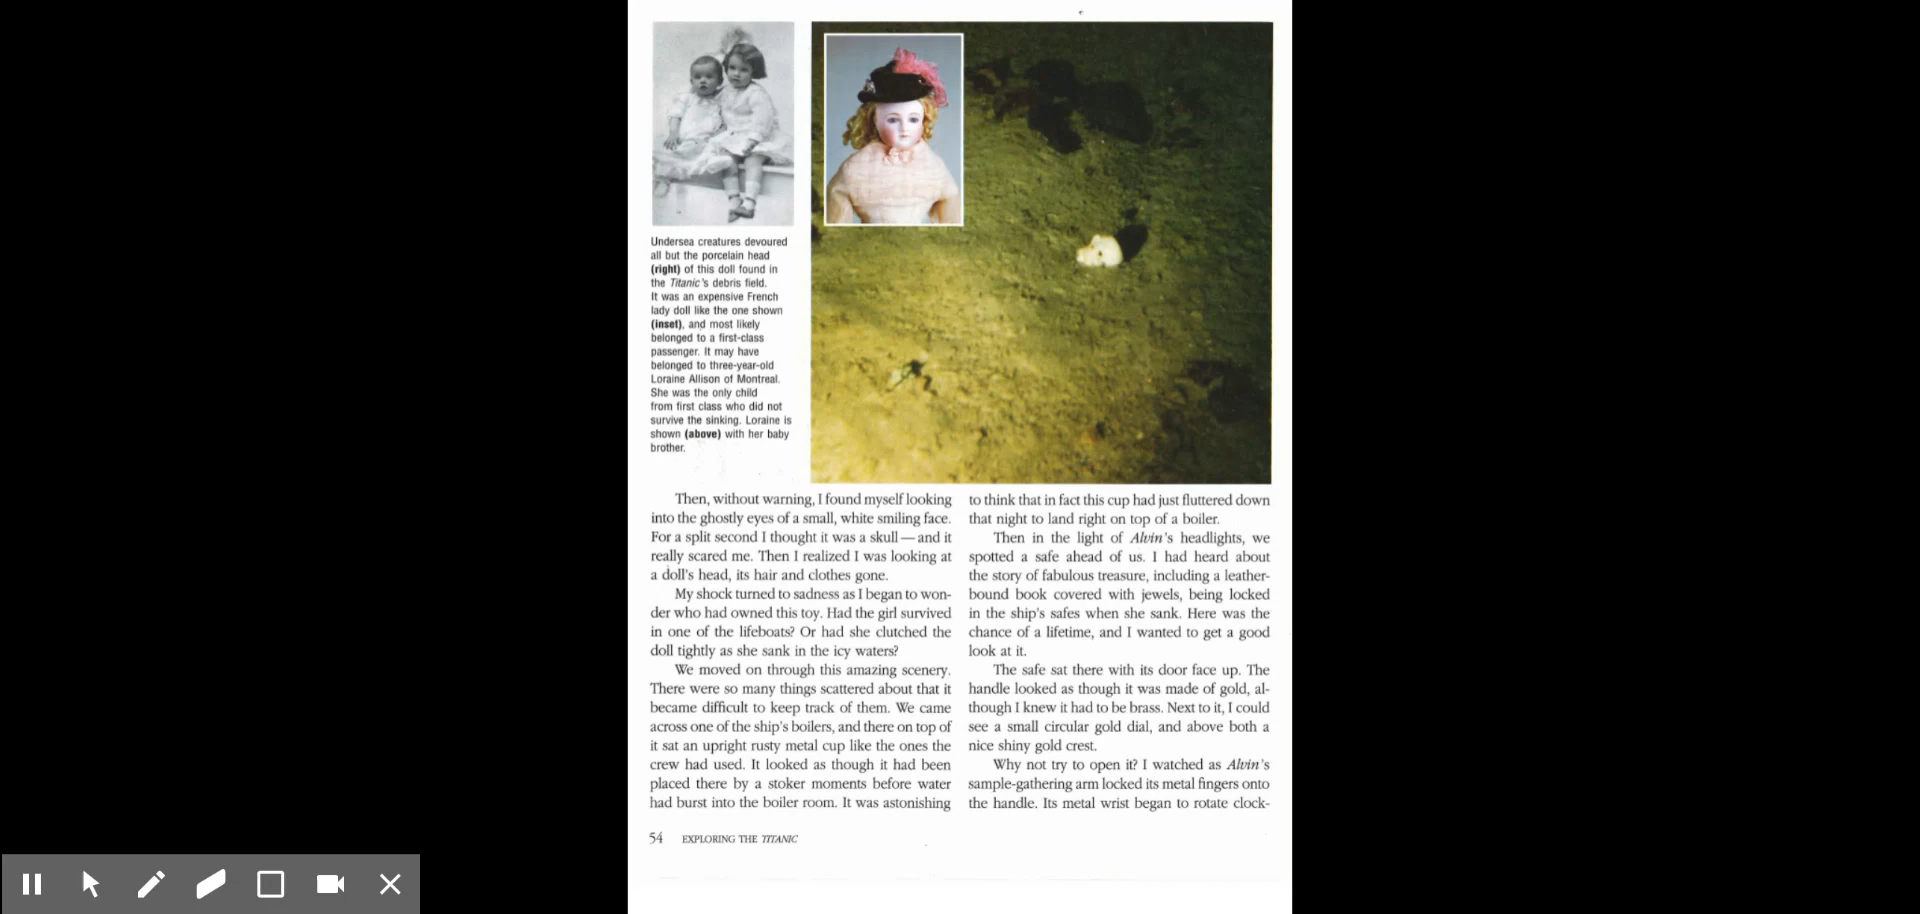 Undersea creatures devoured
all but the porcelain head
(right) of this doll found in
the Titanic's debris field.
It was an expensive French
lady doll like the one shown
(inset), and most likely
belonged to a first-class
passenger. It may have
belonged to three-year-old
Loraine Allison of Montreal.
She was the only child
from first class who did not
survive the sinking. Loraine is
shown (above) with her baby
brother.
Then, without warning, I found myself looking
into the ghostly eyes of a small, white smiling face.
For a split second I thought it was a skull — and it
really scared me. Then I realized I was looking at
a doll's head, its hair and clothes gone.
My shock turned to sadness as I began to won-
der who had owned this toy. Had the girl survived
in one of the lifeboats? Or had she clutched the
doll tightly as she sank in the icy waters?
We moved on through this amazing scenery.
There were so many things scattered about that it
became difficult to keep track of them. We came
across one of the ship's boilers, and there on top of
it sat an upright rusty metal cup like the ones the
crew had used. It looked as though it had been
placed there by a stoker moments before water
had burst into the boiler room. It was astonishing
to think that in fact this cup had just fluttered down
that night to land right on top of a boiler.
Then in the light of Alvin's headlights, we
spotted a safe ahead of us. I had heard about
the story of fabulous treasure, including a leather-
bound book covered with jewels, being locked
in the ship's safes when she sank. Here was the
chance of a lifetime, and I wanted to get a good
look at it.
The safe sat there with its door face up. The
handle looked as though it was made of gold, al-
though I knew it had to be brass. Next to it, I could
see a small circular gold dial, and above both a
nice shiny gold crest.
Why not try to open it? I watched as Alvin's
sample-gathering arm locked its metal fingers onto
the handle. Its metal wrist began to rotate clock-
54 EXPLORING THE TITANIC